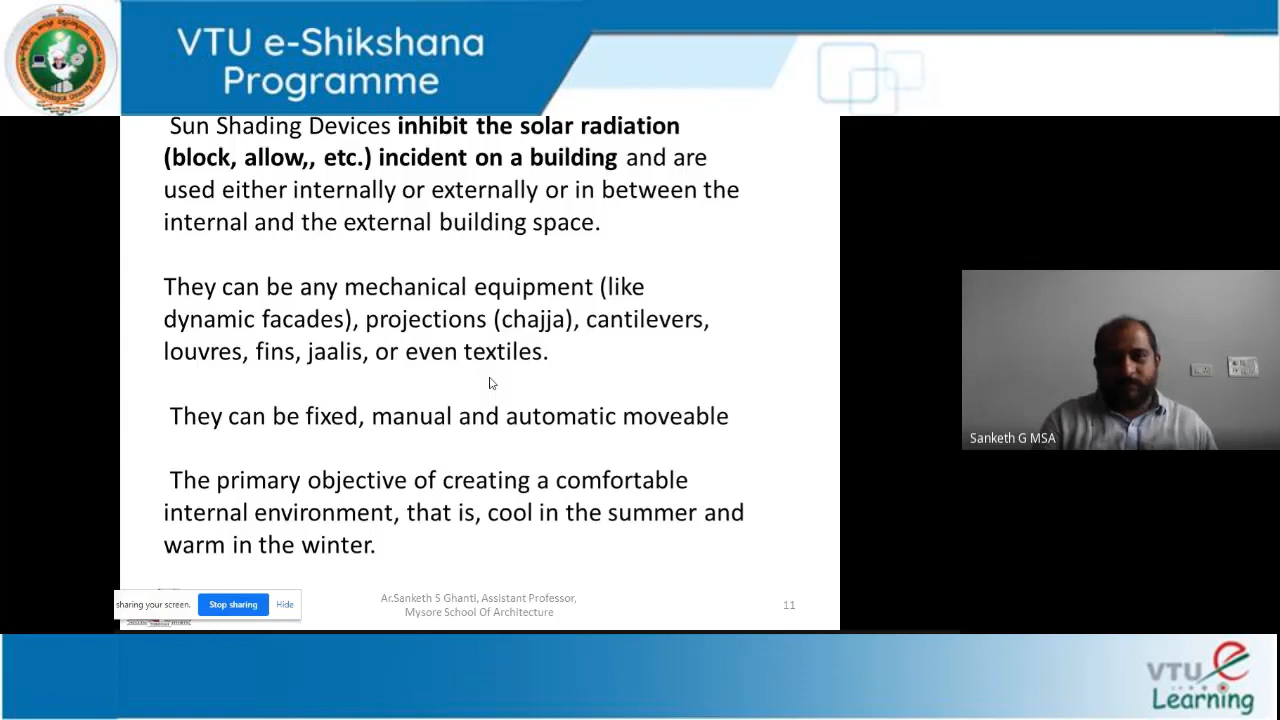 VTU e-Shikshana
Programme
Sun Shading Devices inhibit the solar radiation
(block, allow,, etc.) incident on a building and are
used either internally or externally or in between the
internal and the external building space.
They can be any mechanical equipment (like
dynamic facades), projections (chajja), cantilevers,
louvres, fins, jaalis, or even textiles.
They can be fixed, manual and automatic moveable
The primary objective of creating a comfortable
internal environment, that is, cool in the summer and
warm in the winter.
sharing your screen. Stop sharing Hide
Ar.Sanketh S Ghanti, Assistant Professor,
Mysore School Of Architecture
11
Sanketh G MSA
VTU e
Learning